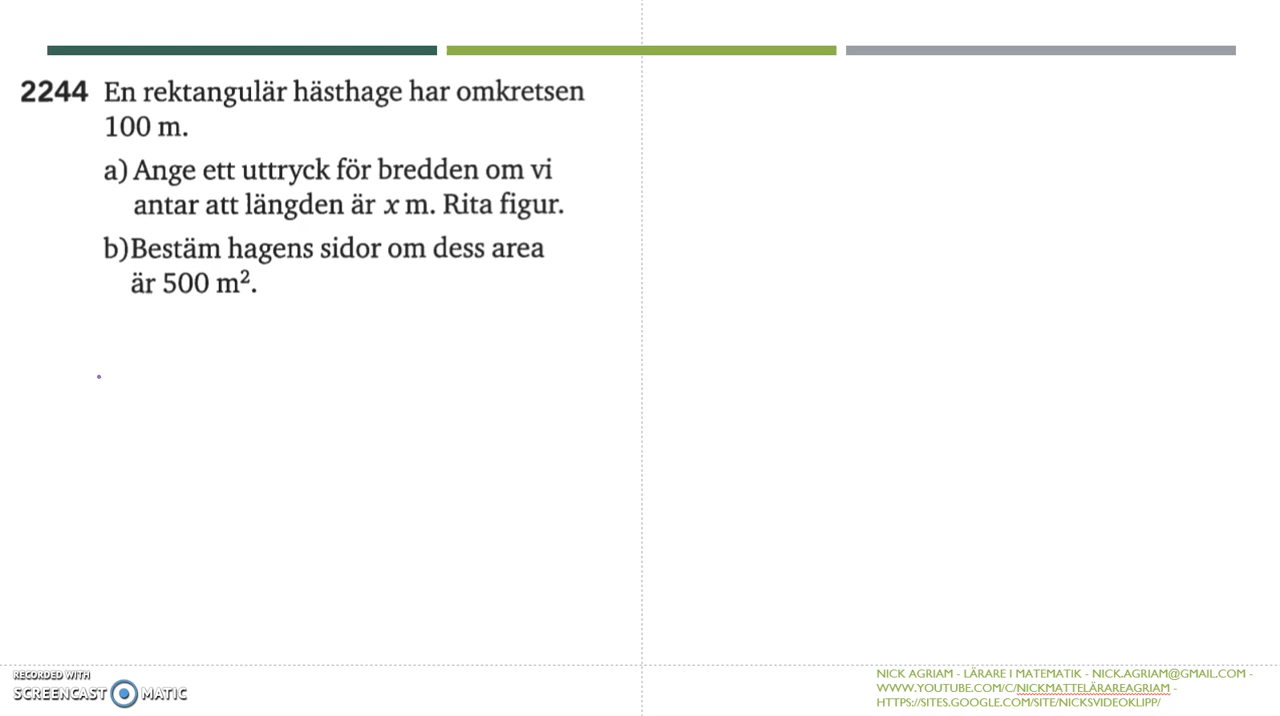 2244 En rektangulär hästhage har omkretsen
100 m.
a) Ange ett uttryck för bredden om vi
antar att längden är x m. Rita figur.
b)Bestäm hagens sidor om dess area
är 500 m².
RECORDED WITH
SCREENCAST MATIC
NICK AGRIAM - LÄRARE I MATEMATIK - NICK.AGRIAM@GMAIL.COM -
WWW.YOUTUBE.COM/C/NICKMATTELÄRAREAGRIAM -
HTTPS://SITES.GOOGLE.COM/SITE/NICKSVIDEOKLIPP/